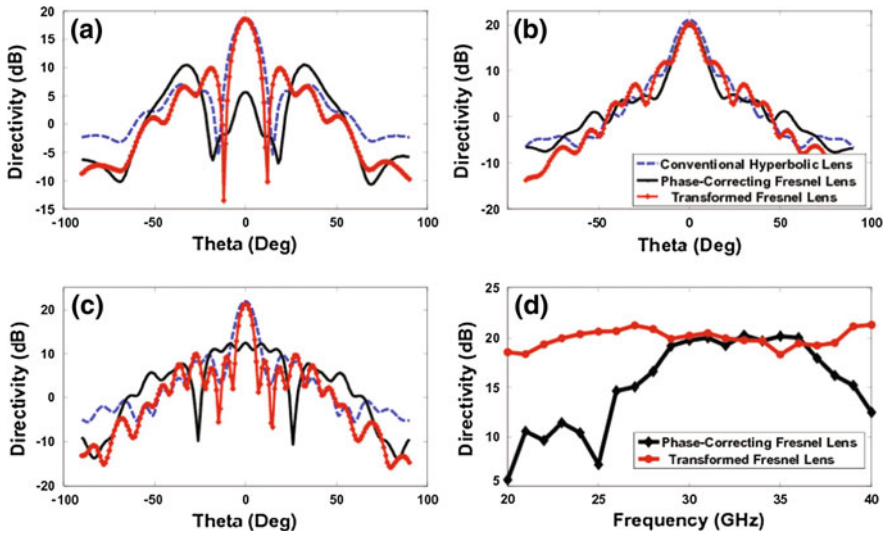 (a)
Directivity (dB)
20
15
10
5
0
-5
-10
15
-100
-50
0
50
100
Theta (Deg)
(b)
Directivity (dB)
20
10
0
-10
-20
-50
0
50
100
Theta (Deg)
Conventional Hyperbolic Lens
Phase-Correcting Fresnel Lens
Transformed Fresnel Lens
(c)
Directivity (dB)
20
10
0
-10
-20
-100
-50
0
50
100
Theta (Deg)
(d)
Directivity (dB)
25
20
15
10
5
20
25
30
35
40
Frequency (GHz)
Phase-Correcting Fresnel Lens
Transformed Fresnel Lens